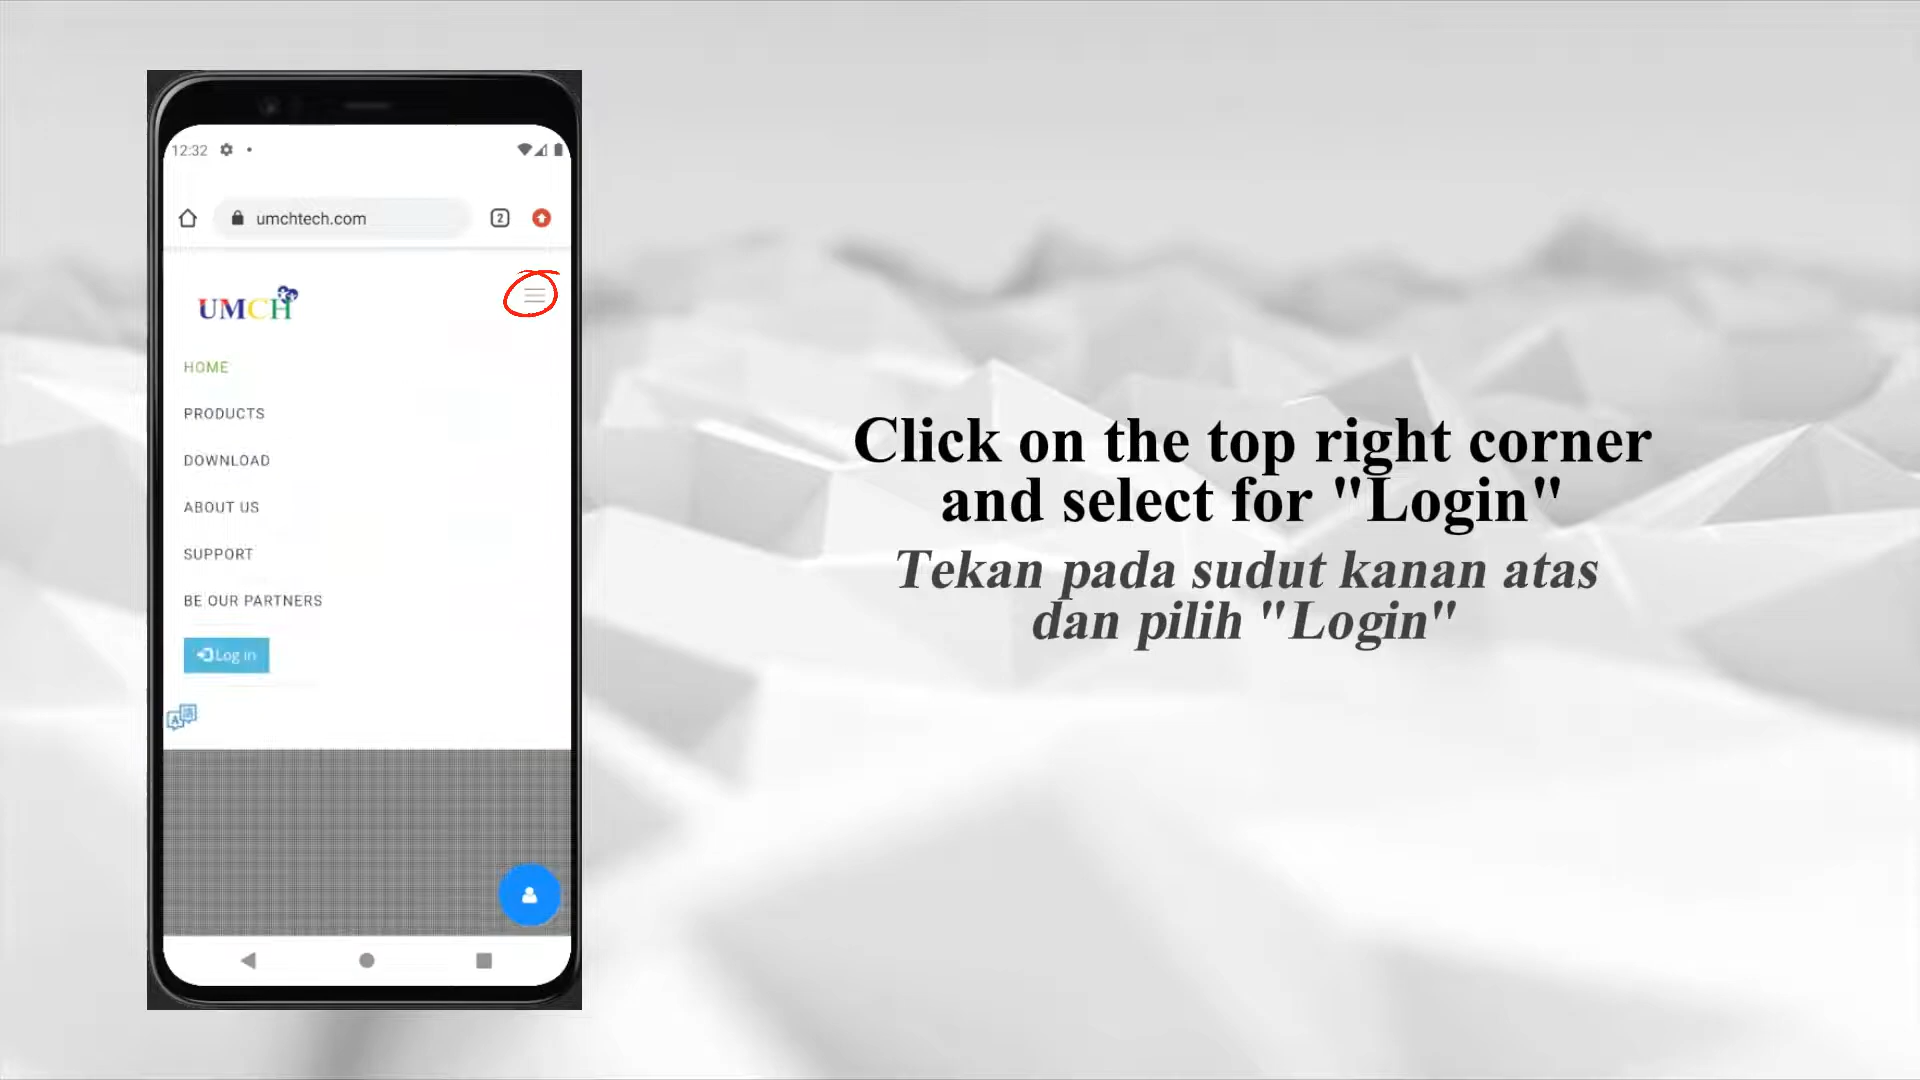 12:32
umchtech.com
2
UMCH
HOME
PRODUCTS
DOWNLOAD
ABOUT US
SUPPORT
BE OUR PARTNERS
Log in
A 語
Click on the top right corner
and select for "Login"
Tekan pada sudut kanan atas
dan pilih "Login"